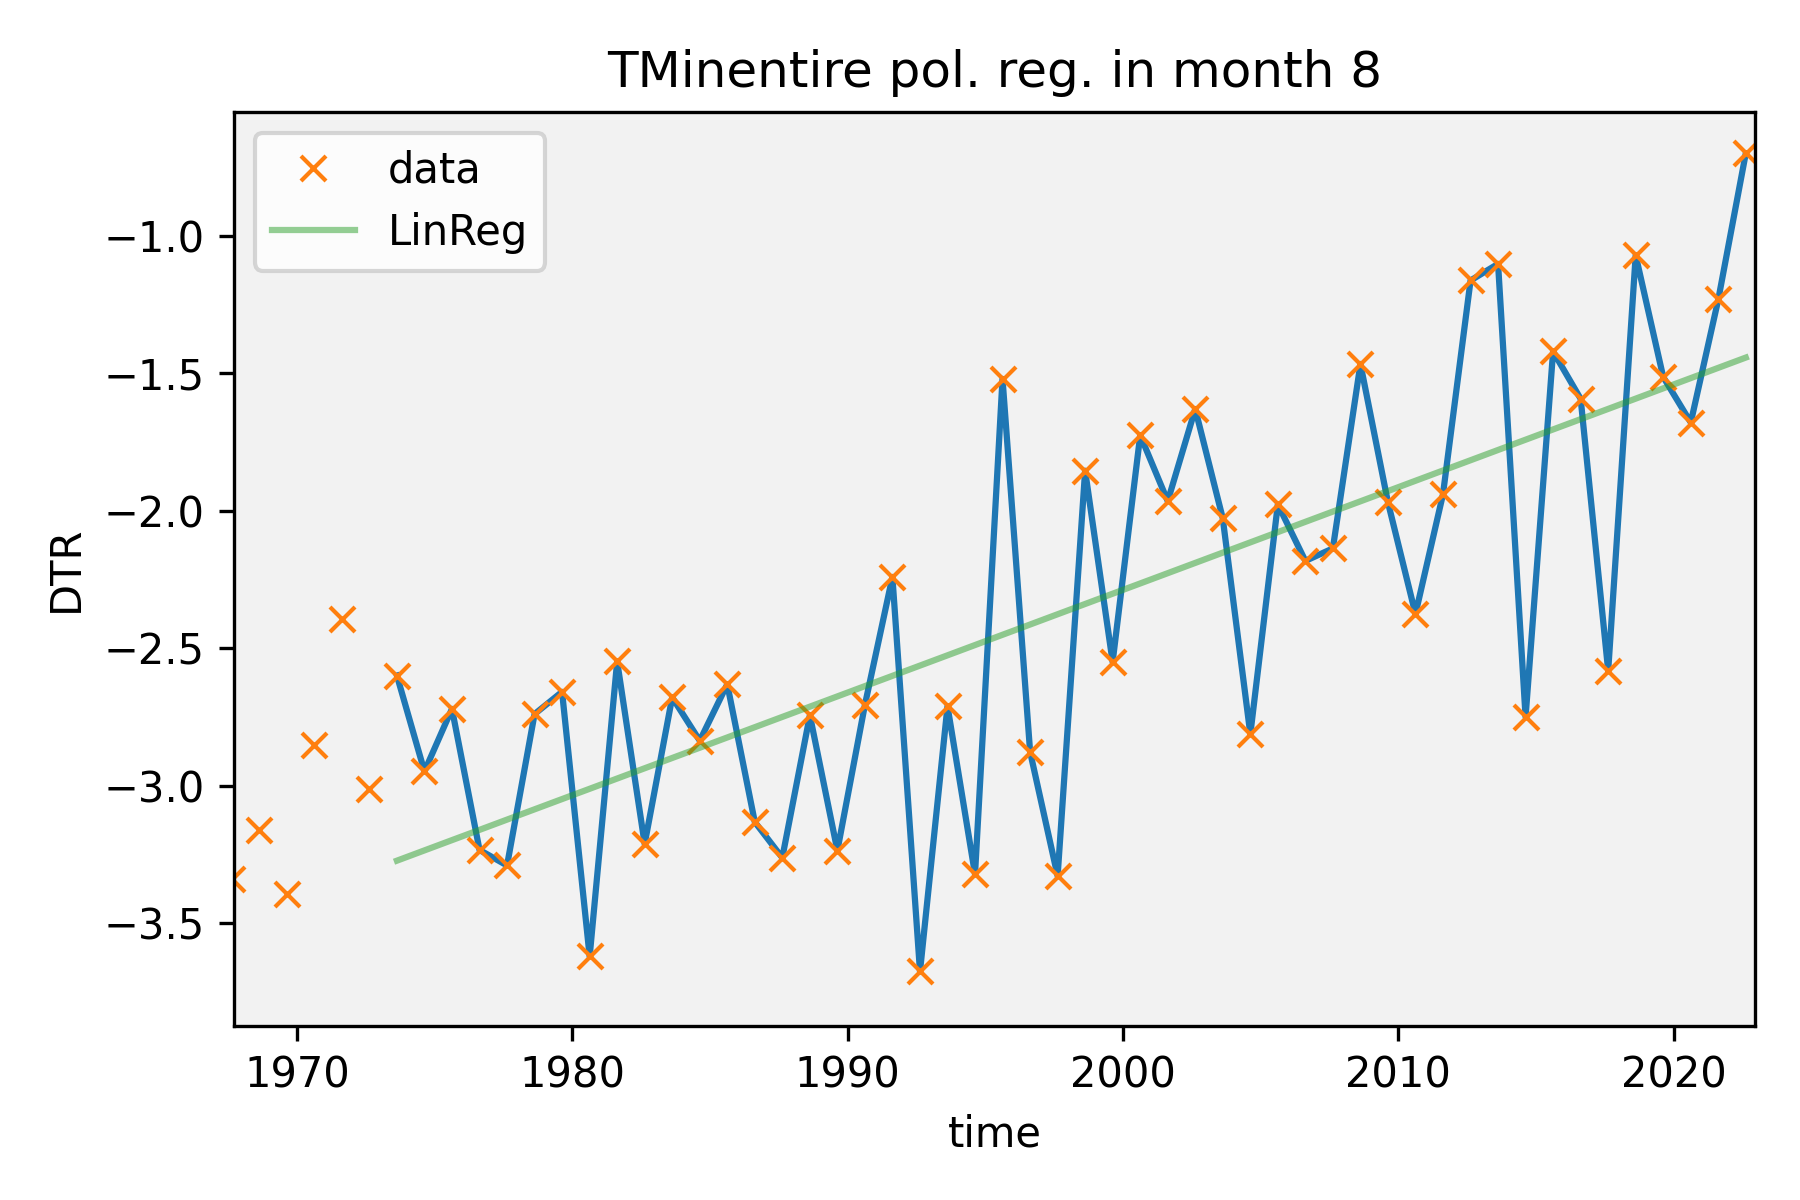 TMinentire pol. reg. in month 8
data
LinReg
−1.0
−1.5
−2.0
−2.5
−3.0
−3.5
DTR
1970 1980 1990 2000 2010 2020
time